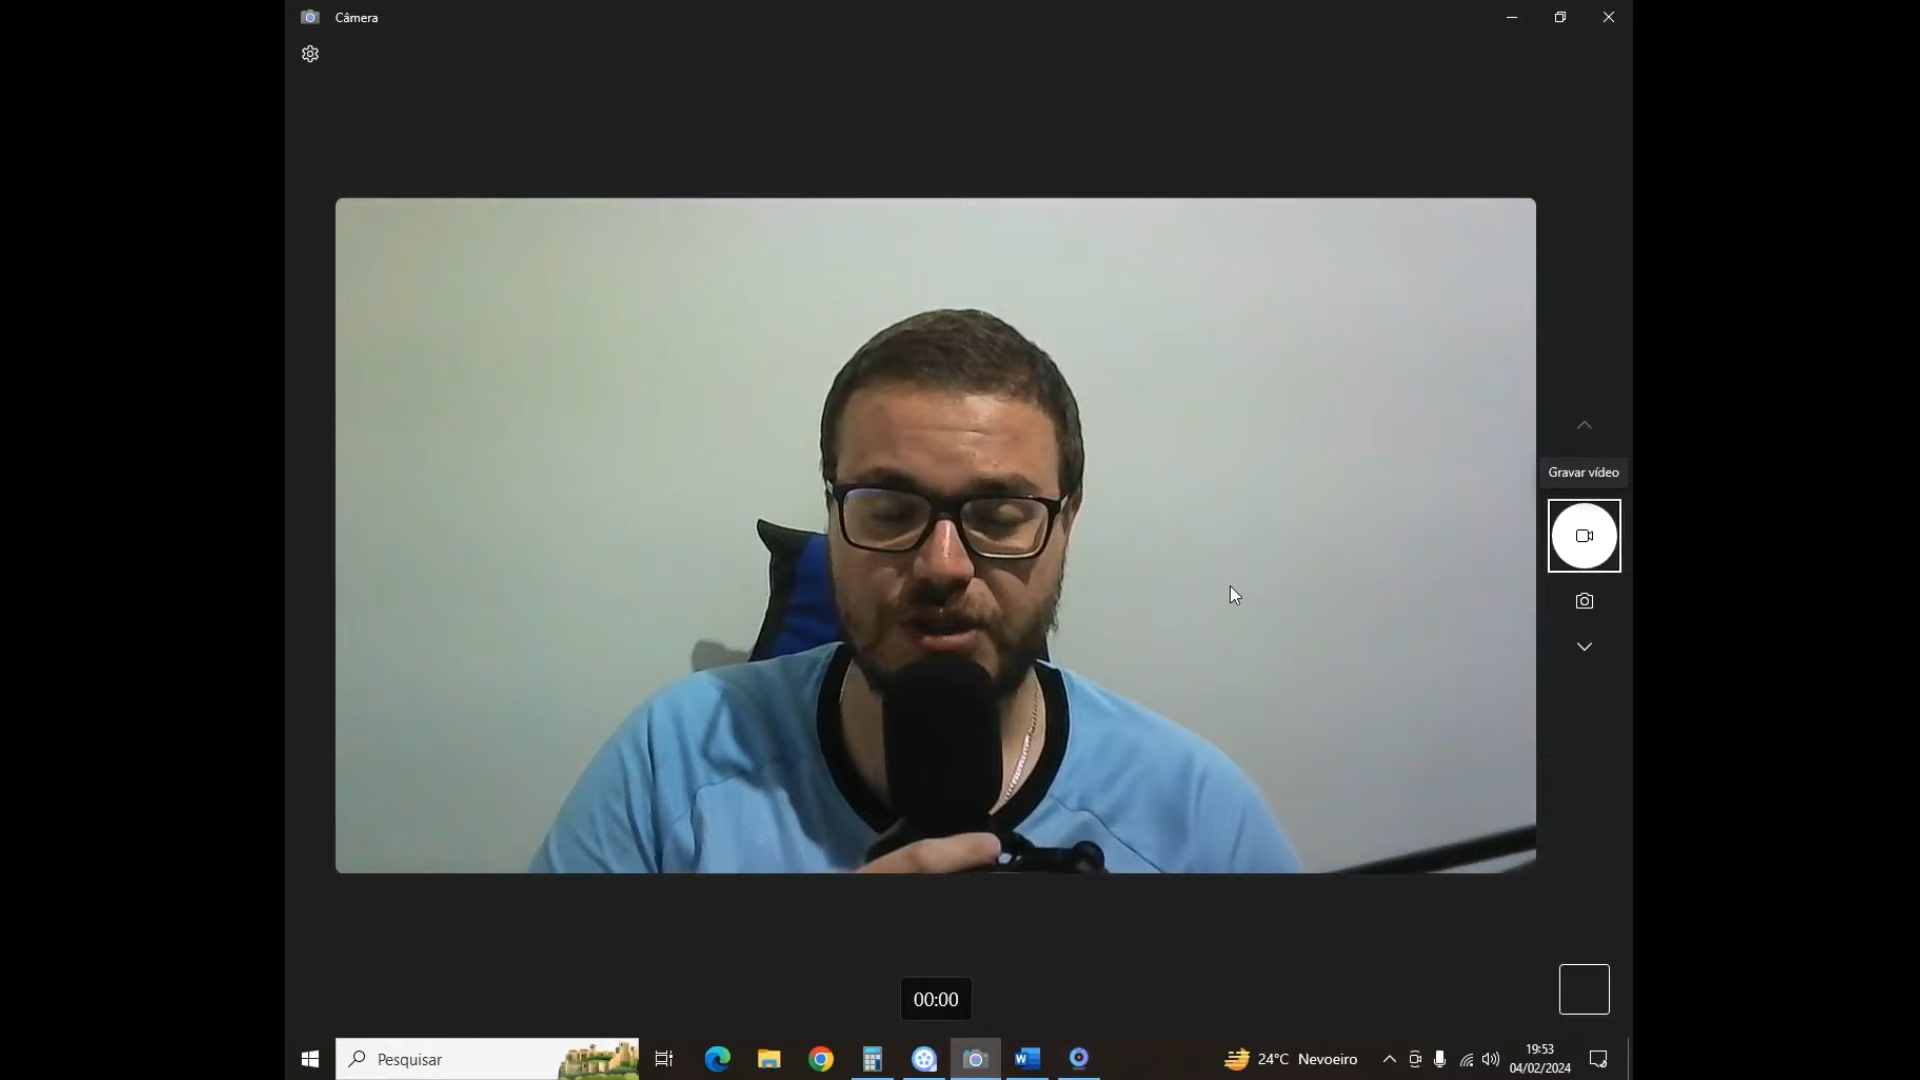 Câmera
Gravar vídeo
00:00
Pesquisar
24°C Nevoeiro
19:53
04/02/2024